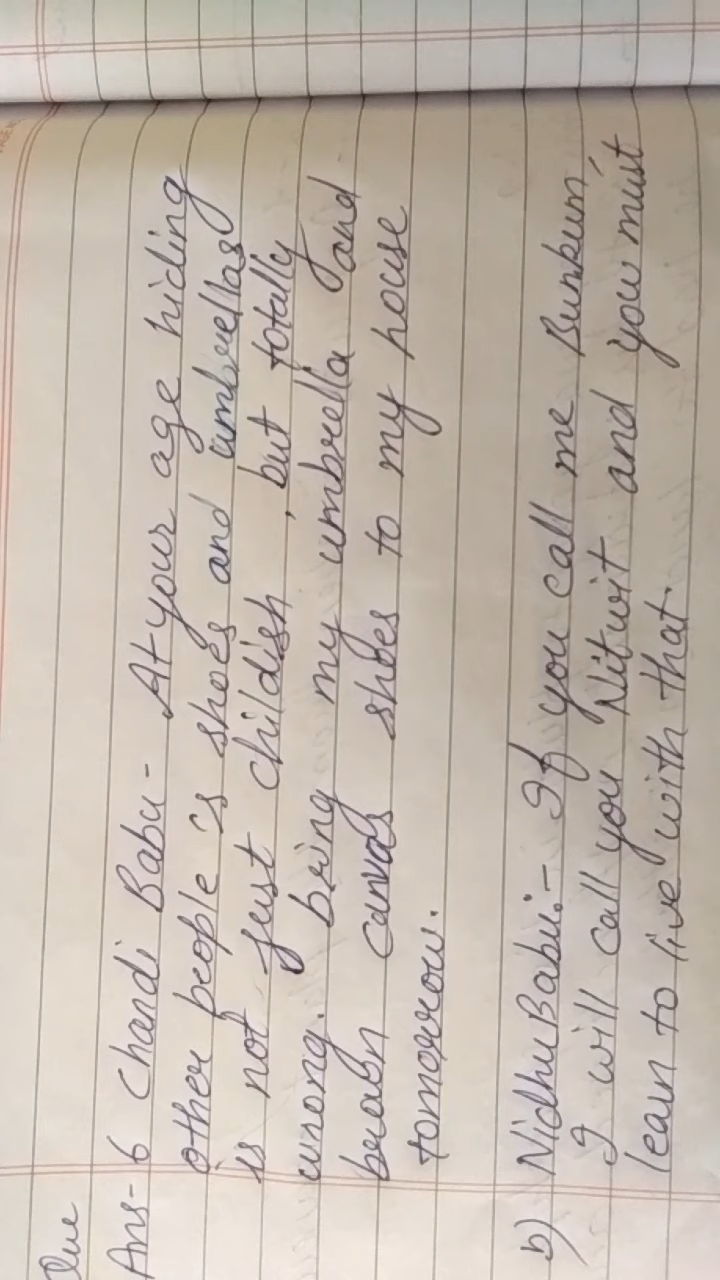 Que
Ans- 6 Chandi Babu - At your age hiding
other people 's shoes and umbrellas
is not just childish , but totally
wrong. bring my umbrella and
brown canvas shoes to my house
tomorrow.
b) Nidhu Babu:- If you call me Bunkum,
I will call you Nitwit and you must
learn to live with that.